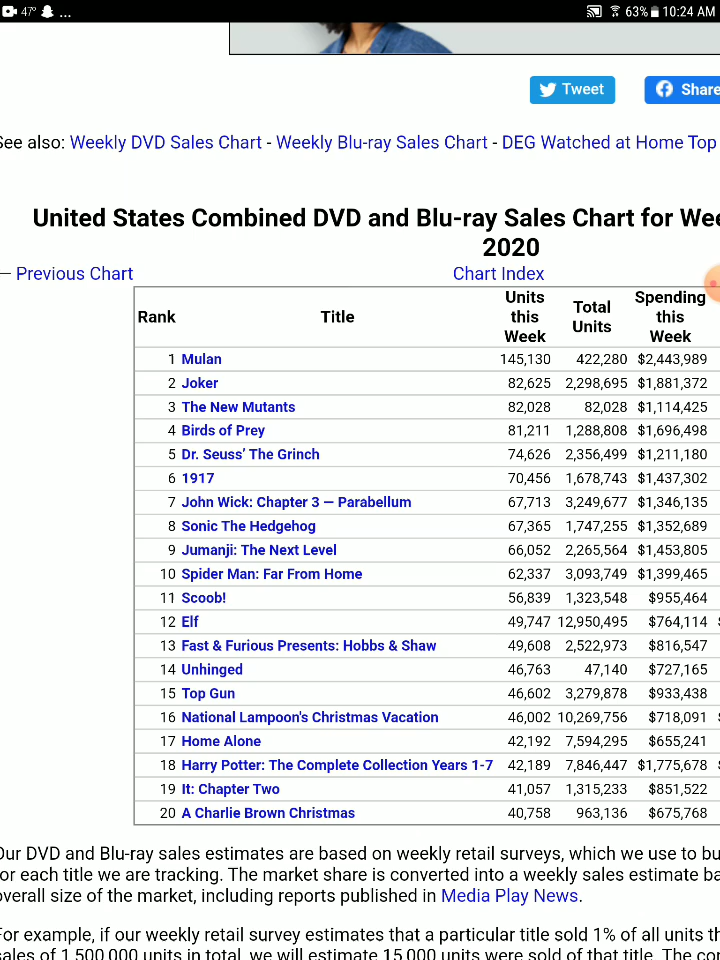 47° ... 63% 10:24 AM
Tweet Share
See also: Weekly DVD Sales Chart - Weekly Blu-ray Sales Chart - DEG Watched at Home Top
United States Combined DVD and Blu-ray Sales Chart for
2020
— Previous Chart Chart Index
Rank Title Units this Week Total Units Spending this Week
1 Mulan 145,130 422,280 $2,443,989
2 Joker 82,625 2,298,695 $1,881,372
3 The New Mutants 82,028 82,028 $1,114,425
4 Birds of Prey 81,211 1,288,808 $1,696,498
5 Dr. Seuss’ The Grinch 74,626 2,356,499 $1,211,180
6 1917 70,456 1,678,743 $1,437,302
7 John Wick: Chapter 3 — Parabellum 67,713 3,249,677 $1,346,135
8 Sonic The Hedgehog 67,365 1,747,255 $1,352,689
9 Jumanji: The Next Level 66,052 2,265,564 $1,453,805
10 Spider Man: Far From Home 62,337 3,093,749 $1,399,465
11 Scoob! 56,839 1,323,548 $955,464
12 Elf 49,747 12,950,495 $764,114
13 Fast & Furious Presents: Hobbs & Shaw 49,608 2,522,973 $816,547
14 Unhinged 46,763 47,140 $727,165
15 Top Gun 46,602 3,279,878 $933,438
16 National Lampoon's Christmas Vacation 46,002 10,269,756 $718,091
17 Home Alone 42,192 7,594,295 $655,241
18 Harry Potter: The Complete Collection Years 1-7 42,189 7,846,447 $1,775,678
19 It: Chapter Two 41,057 1,315,233 $851,522
20 A Charlie Brown Christmas 40,758 963,136 $675,768
Our DVD and Blu-ray sales estimates are based on weekly retail surveys, which we use to
for each title we are tracking. The market share is converted into a weekly sales estimate
overall size of the market, including reports published in Media Play News.
For example, if our weekly retail survey estimates that a particular title sold 1% of all units
sales of 1,500,000 units in total, we will estimate 15,000 units were sold of that title. The